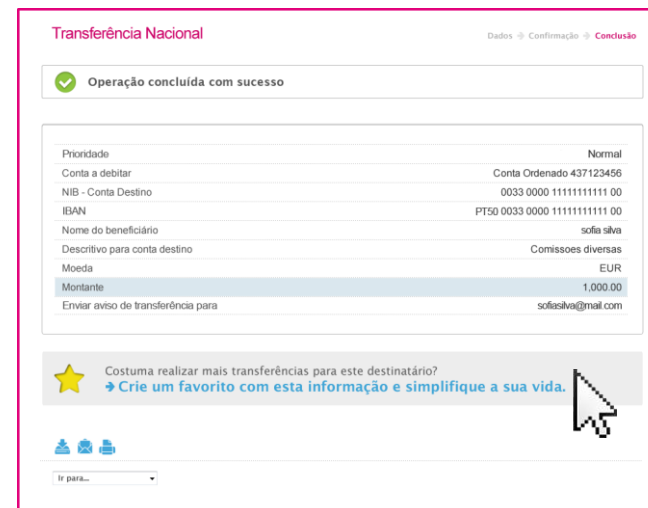 Transferência Nacional
Dados → Confirmação → Conclusão
Operação concluída com sucesso
Prioridade Normal
Conta a debitar Conta Ordenado 437123456
NIB - Conta Destino 0033 0000 11111111111 00
IBAN PT50 0033 0000 11111111111 00
Nome do beneficiário sofia silva
Descritivo para conta destino Comissoes diversas
Moeda EUR
Montante 1,000.00
Enviar aviso de transferência para sofiasilva@mail.com
Costuma realizar mais transferências para este destinatário?
→ Crie um favorito com esta informação e simplifique a sua vida.
Ir para...